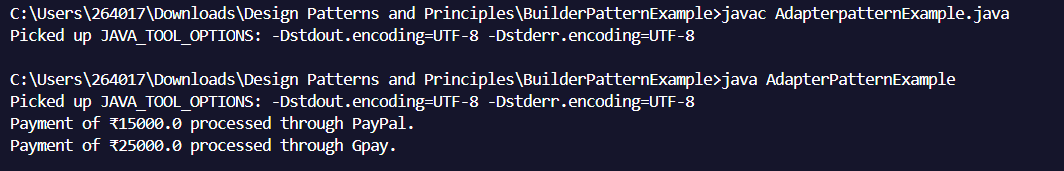 C:\Users\264017\Downloads\Design Patterns and Principles\BuilderPatternExample>javac AdapterpatternExample.java
Picked up JAVA_TOOL_OPTIONS: -Dstdout.encoding=UTF-8 -Dstderr.encoding=UTF-8
C:\Users\264017\Downloads\Design Patterns and Principles\BuilderPatternExample>java AdapterPatternExample
Picked up JAVA_TOOL_OPTIONS: -Dstdout.encoding=UTF-8 -Dstderr.encoding=UTF-8
Payment of ₹15000.0 processed through PayPal.
Payment of ₹25000.0 processed through Gpay.